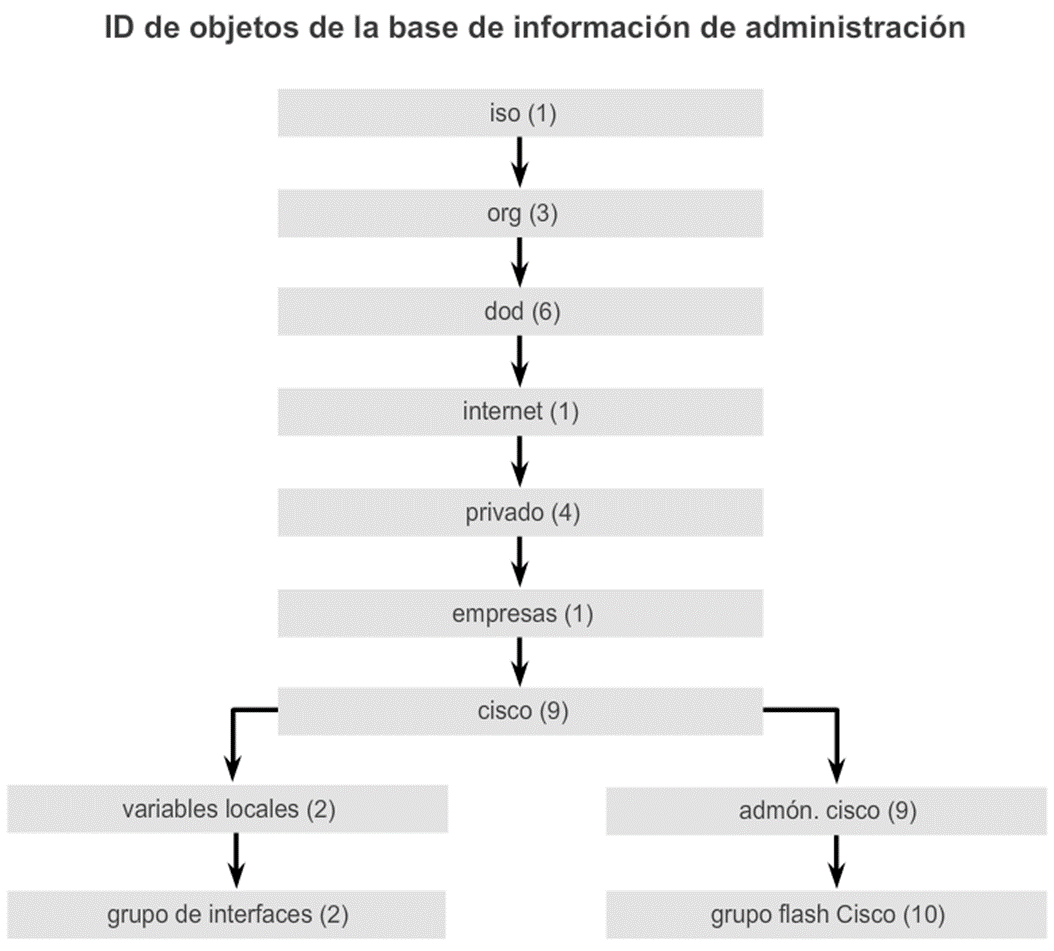 ID de objetos de la base de información de administración
iso (1)
org (3)
dod (6)
internet (1)
privado (4)
empresas (1)
cisco (9)
variables locales (2)
admón. cisco (9)
grupo de interfaces (2)
grupo flash Cisco (10)